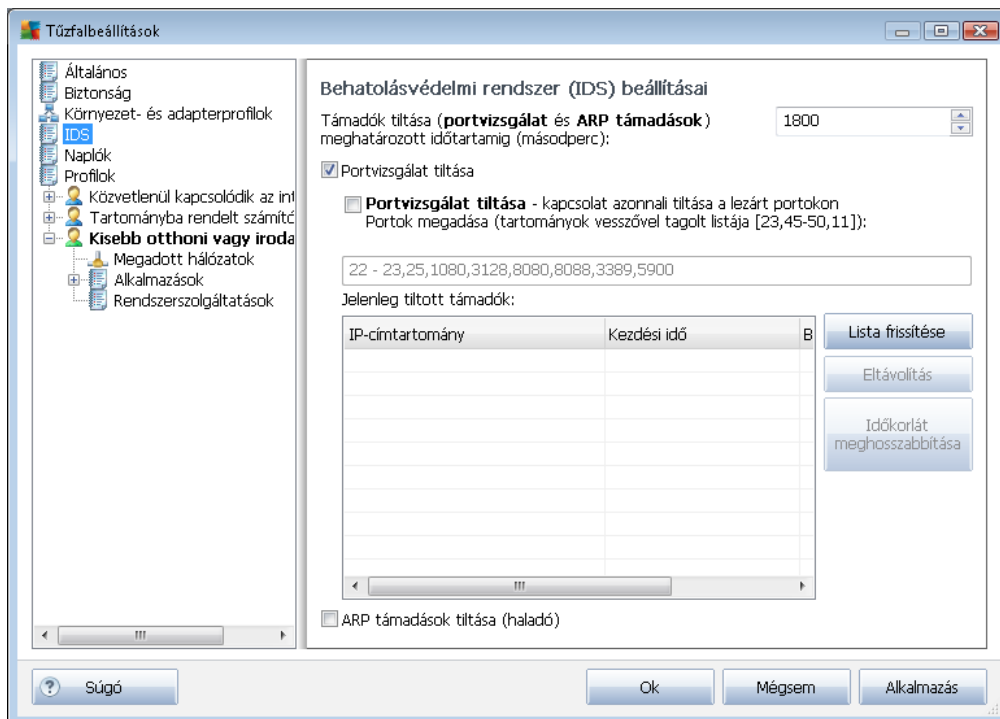 Tűzfalbeállítások
Általános
Biztonság
Környezet- és adapterprofilok
IDS
Naplók
Profilok
Közvetlenül kapcsolódik az int
Tartományba rendelt számító
Kisebb otthoni vagy iroda
Megadott hálózatok
Alkalmazások
Rendszerszolgáltatások
Behatolásvédelmi rendszer (IDS) beállításai
Támadók tiltása (portvizsgálat és ARP támadások)
meghatározott időtartamig (másodperc):
1800
Portvizsgálat tiltása
Portvizsgálat tiltása - kapcsolat azonnali tiltása a lezárt portokon
Portok megadása (tartományok vesszővel tagolt listája [23,45-50,11]):
22 - 23,25,1080,3128,8080,8088,3389,5900
Jelenleg tiltott támadók:
IP-címtartomány Kezdési idő B
Lista frissítése
Eltávolítás
Időkorlát
meghosszabbítása
ARP támadások tiltása (haladó)
? Súgó Ok Mégsem Alkalmazás